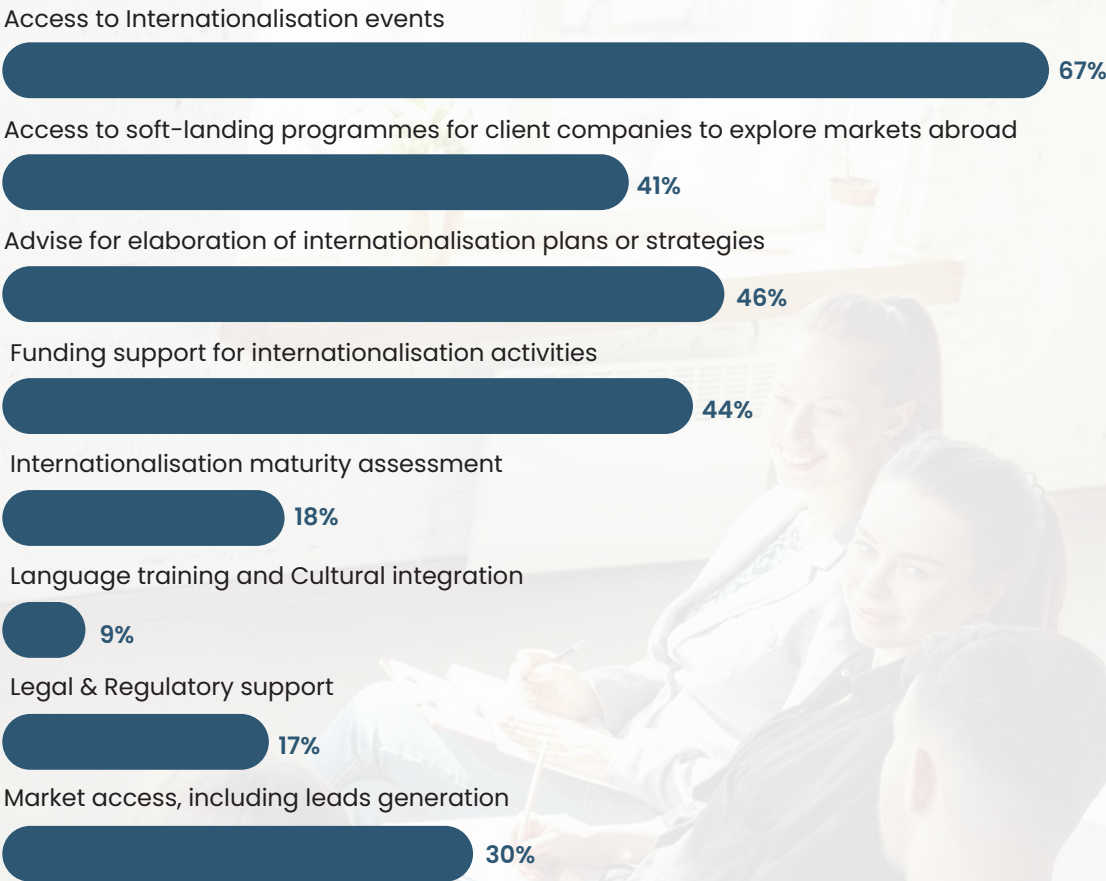 Access to Internationalisation events
67%
Access to soft-landing programmes for client companies to explore markets abroad
41%
Advise for elaboration of internationalisation plans or strategies
46%
Funding support for internationalisation activities
44%
Internationalisation maturity assessment
18%
Language training and Cultural integration
9%
Legal & Regulatory support
17%
Market access, including leads generation
30%